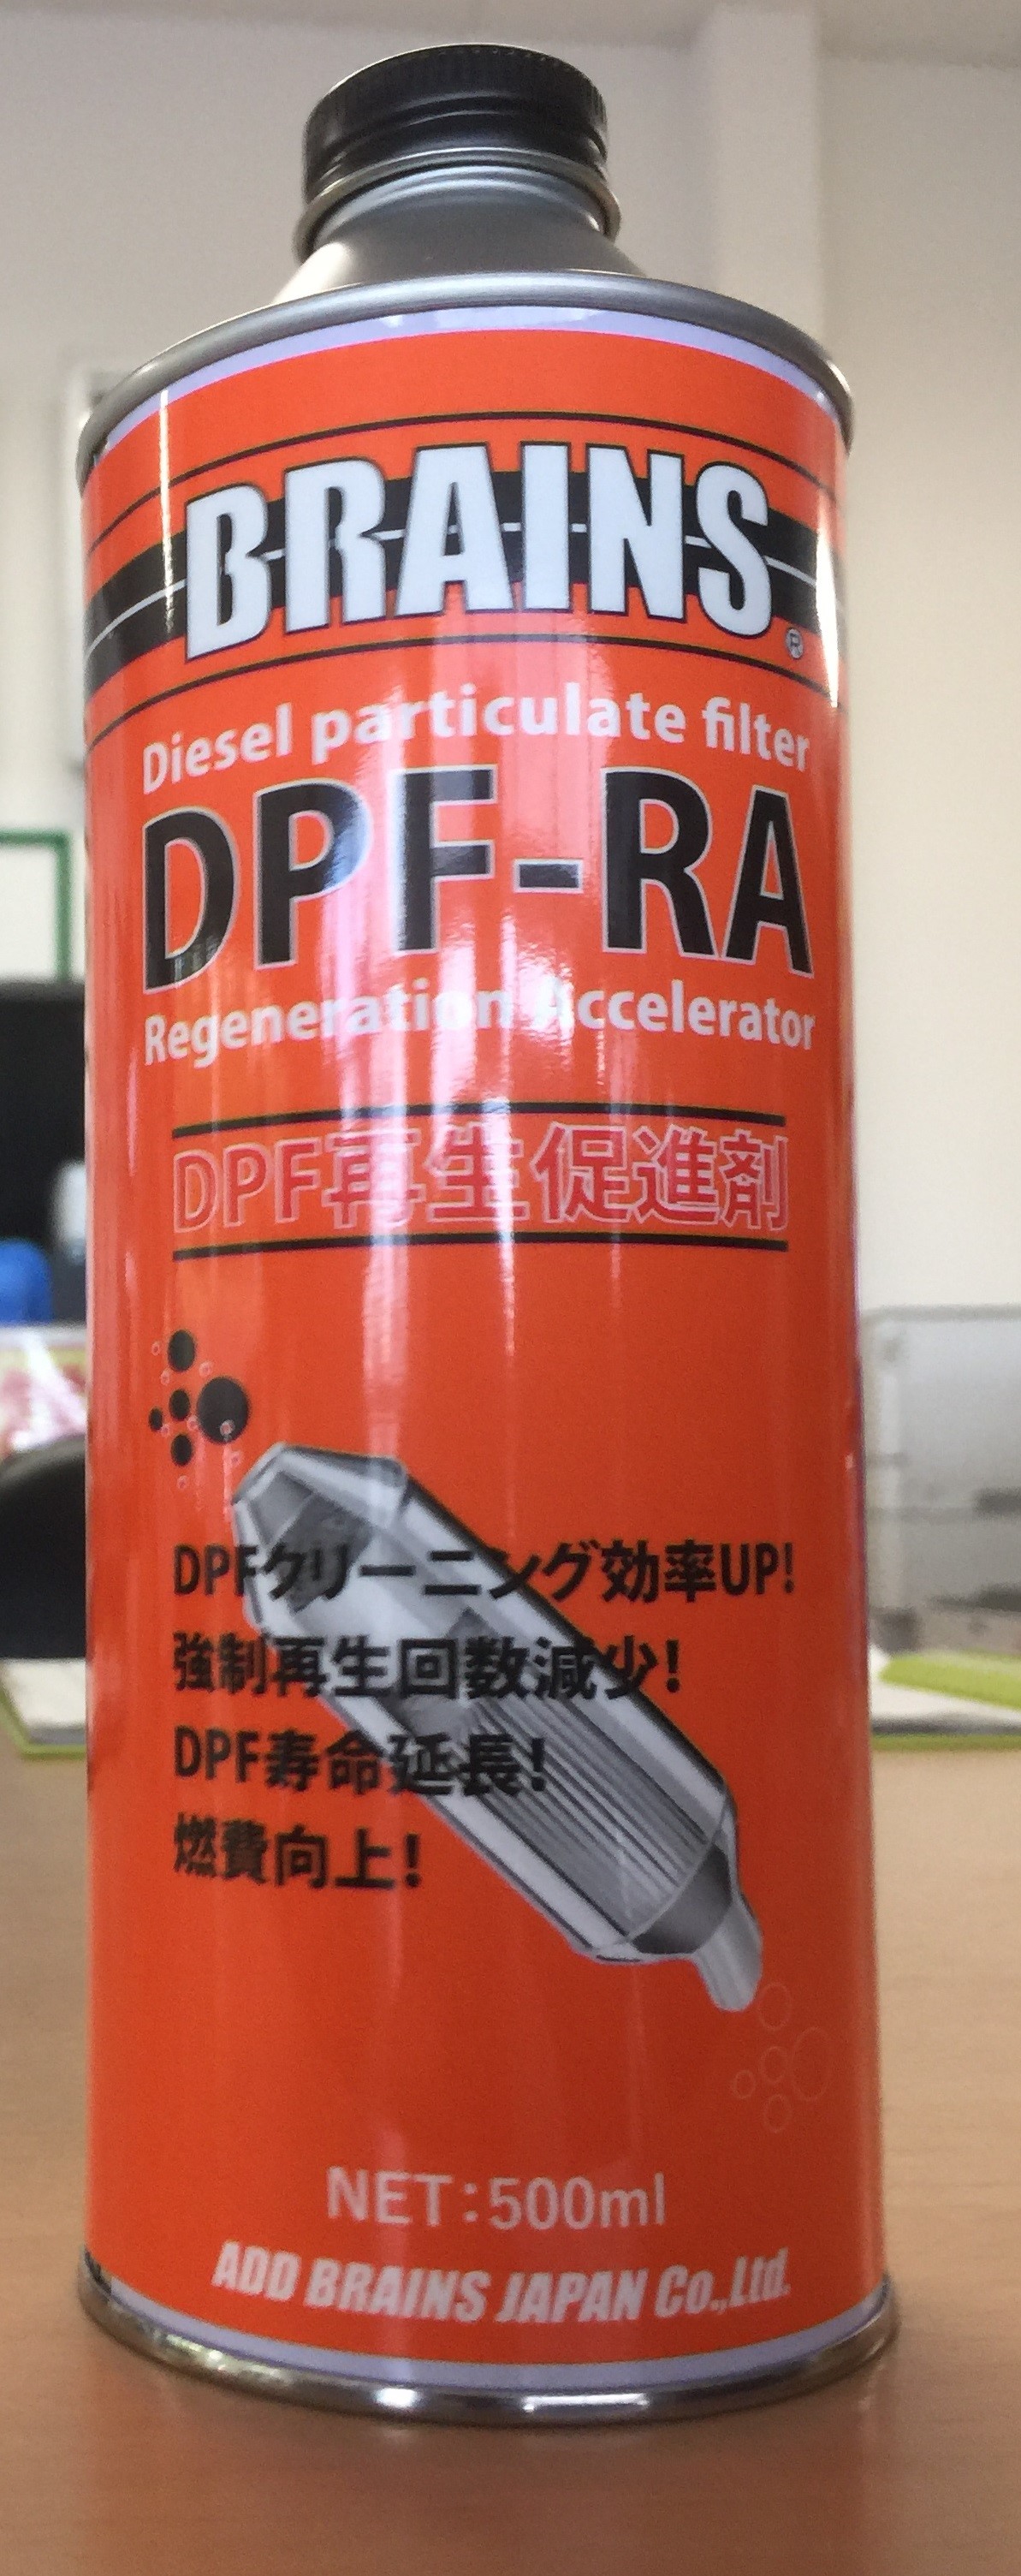 BRAINS®
Diesel particulate filter
DPF-RA
Regeneration Accelerator
DPF再生促進剤
DPFクリーニング効率UP!
強制再生回数減少!
DPF寿命延長!
燃費向上!
NET:500ml
ADD BRAINS JAPAN Co.,Ltd.